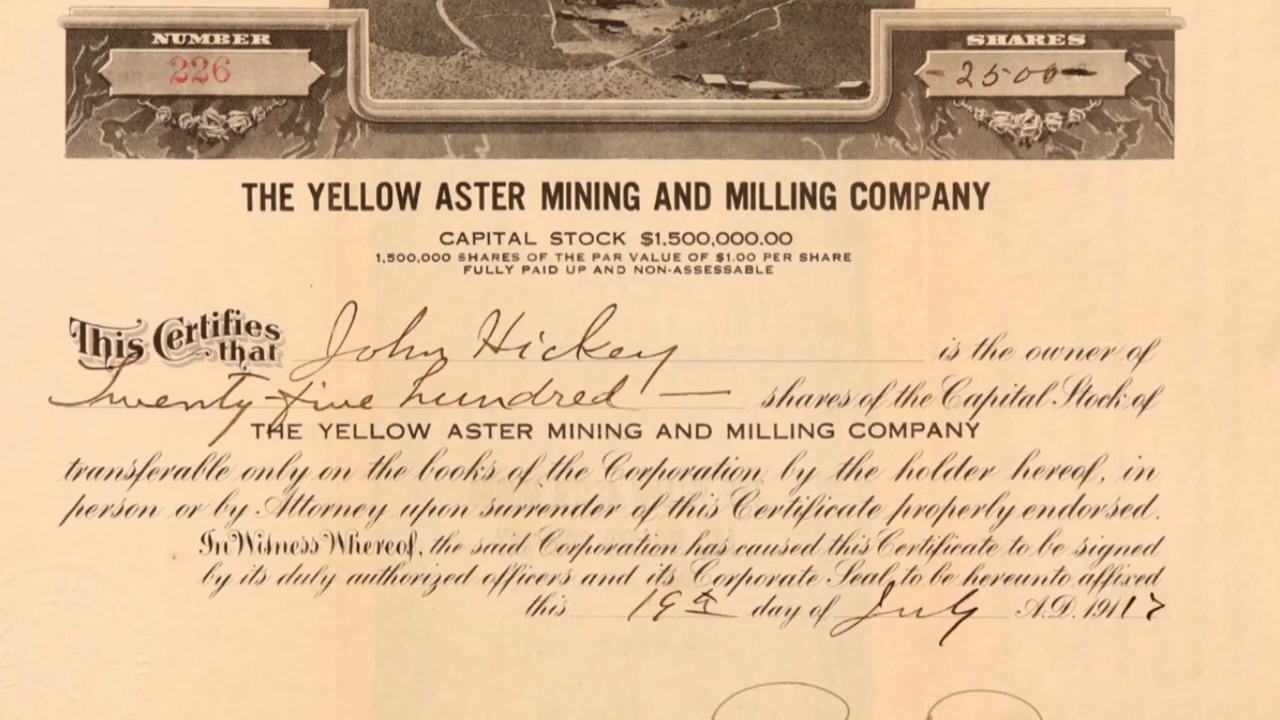 NUMBER SHARES
226 -2500-
THE YELLOW ASTER MINING AND MILLING COMPANY
CAPITAL STOCK $1.500,000.00
1,500,000 SHARES OF THE PAR VALUE OF $1.00 PER SHARE
FULLY PAID UP AND NON-ASSESSABLE
This Certifies that John Hickey is the owner of
Twenty-five hundred — shares of the Capital Stock of
THE YELLOW ASTER MINING AND MILLING COMPANY
transferable only on the books of the Corporation by the holder hereof, in
person or by Attorney upon surrender of this Certificate properly endorsed.
In Witness Whereof, the said Corporation has caused this Certificate to be signed
by its duly authorized officers and its Corporate Seal to be hereunto affixed
this 19th day of July A.D. 191